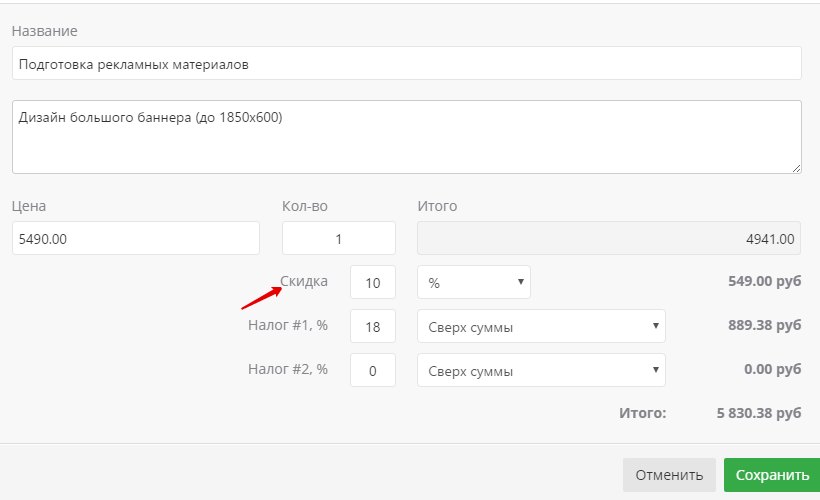 Название
Подготовка рекламных материалов
Дизайн большого баннера (до 1850x600)
Цена Кол-во Итого
5490.00 1 4941.00
Скидка 10 % 549.00 руб
Налог #1, % 18 Сверх суммы 889.38 руб
Налог #2, % 0 Сверх суммы 0.00 руб
Итого: 5 830.38 руб
Отменить Сохранить